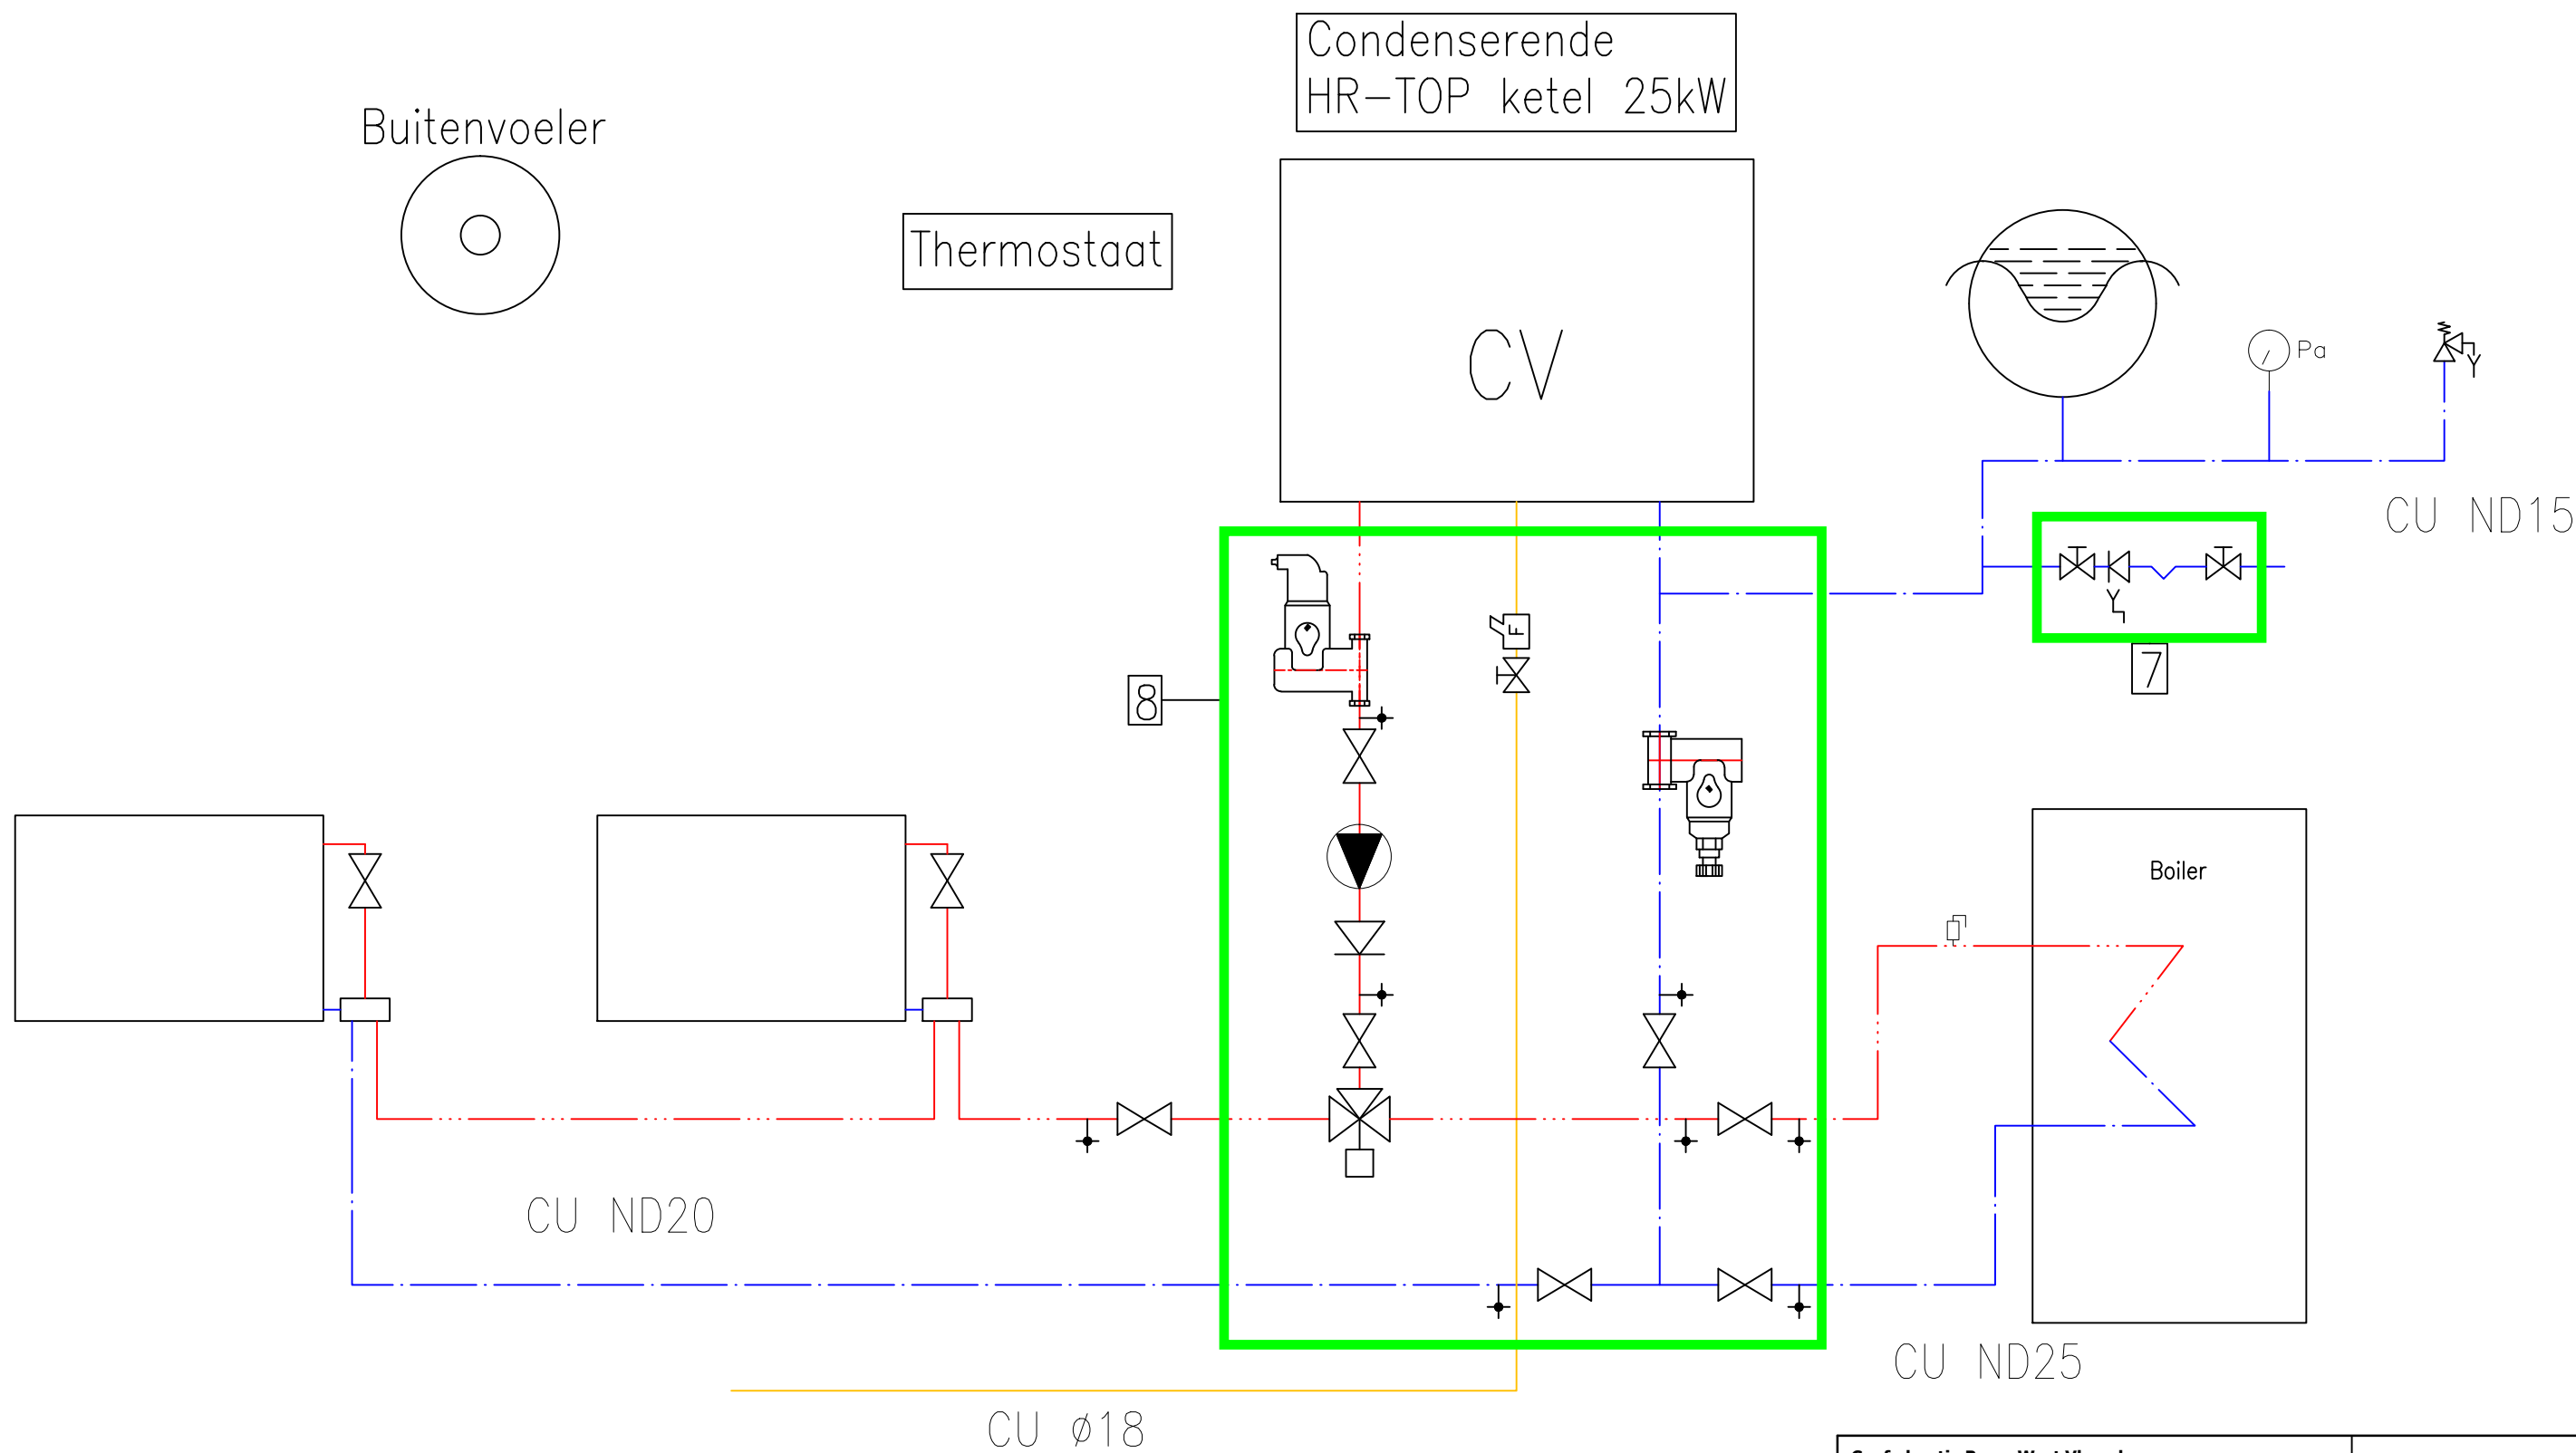 Condenserende
HR-TOP ketel 25kW
Buitenvoeler
Thermostaat
CV
Pa
CU ND15
7
F
8
Boiler
CU ND20
CU ND25
CU ø18